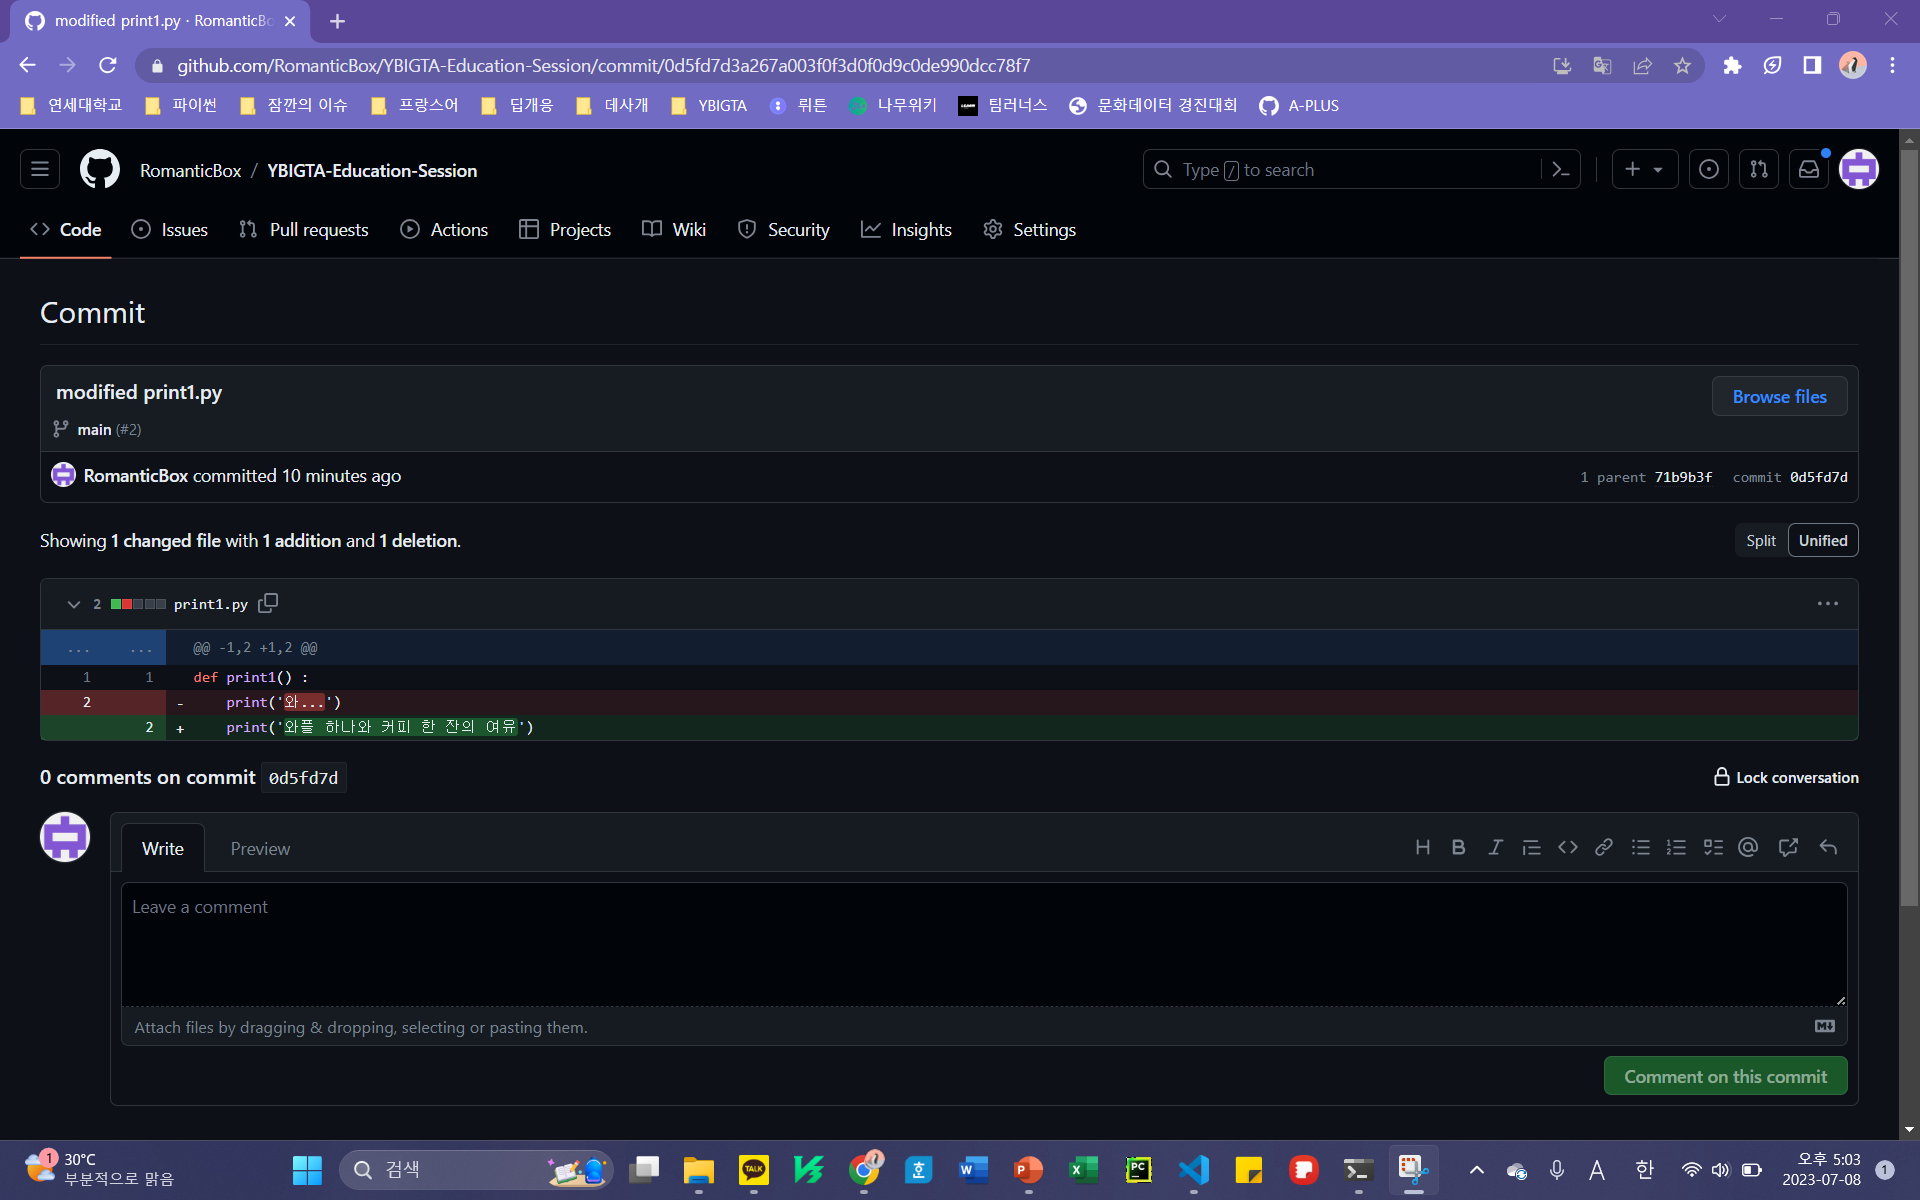 modified print1.py · RomanticBo
github.com/RomanticBox/YBIGTA-Education-Session/commit/0d5fd7d3a267a003f0f3d0f0d9c0de990dcc78f7
연세대학교 파이썬 잠깐의 이슈 프랑스어 딥개응 데사개 YBIGTA 뤼튼 나무위키 팀러너스 문화데이터 경진대회 A-PLUS
RomanticBox / YBIGTA-Education-Session
Type / to search
Code Issues Pull requests Actions Projects Wiki Security Insights Settings
Commit
modified print1.py
Browse files
main (#2)
RomanticBox committed 10 minutes ago
1 parent 71b9b3f commit 0d5fd7d
Showing 1 changed file with 1 addition and 1 deletion.
Split Unified
2 print1.py
... ... @@ -1,2 +1,2 @@
1 1 def print1() :
2 - print('와...')
2 + print('와플 하나와 커피 한 잔의 여유')
0 comments on commit 0d5fd7d
Lock conversation
Write Preview
Leave a comment
Attach files by dragging & dropping, selecting or pasting them.
Comment on this commit
1 30°C
부분적으로 맑음
검색
TALK
호
W
P
X
PC
A 한
오후 5:03
2023-07-08
1